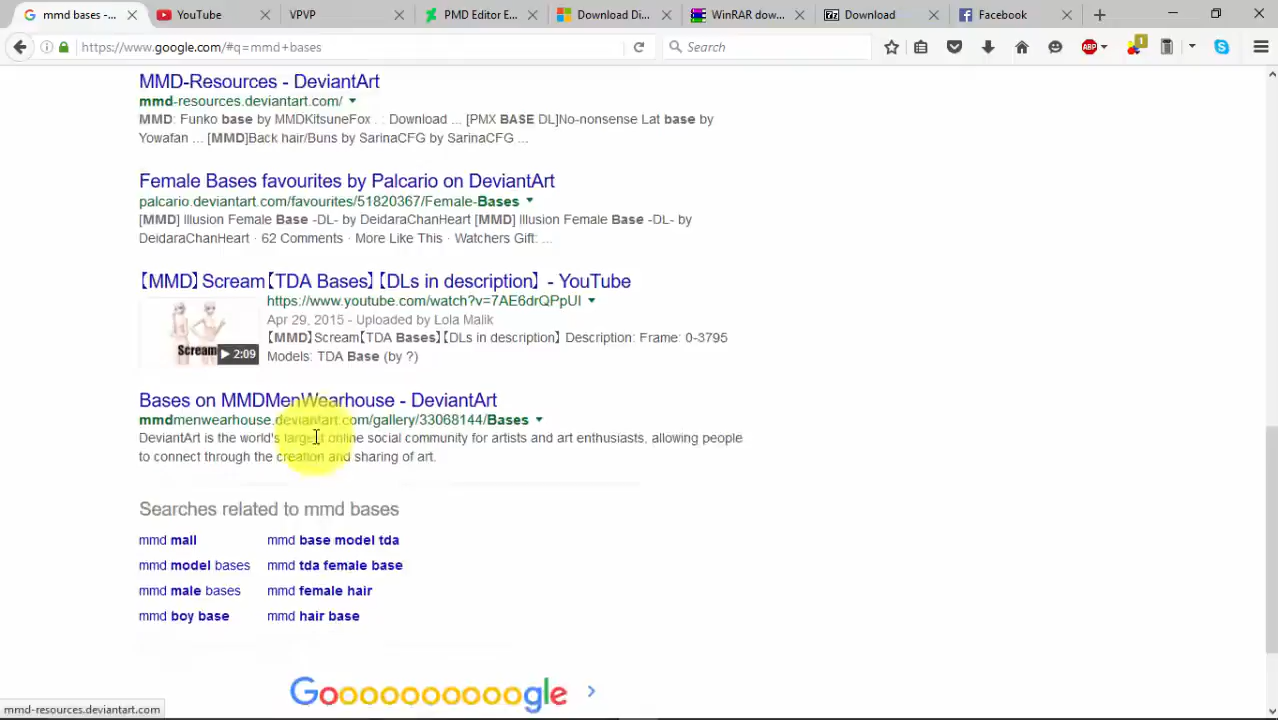 mmd bases -
YouTube
VPVP
PMD Editor E...
Download Di...
WinRAR dow...
Download
Facebook
https://www.google.com/#q=mmd+bases
Search
ABP
1
MMD-Resources - DeviantArt
mmd-resources.deviantart.com/
MMD: Funko base by MMDKitsuneFox . : Download ... [PMX BASE DL]No-nonsense Lat base by
Yowafan ... [MMD]Back hair/Buns by SarinaCFG by SarinaCFG ...
Female Bases favourites by Palcario on DeviantArt
palcario.deviantart.com/favourites/51820367/Female-Bases
[MMD] Illusion Female Base -DL- by DeidaraChanHeart [MMD] Illusion Female Base -DL- by
DeidaraChanHeart · 62 Comments · More Like This · Watchers Gift: ...
【MMD】Scream【TDA Bases】【DLs in description】 - YouTube
https://www.youtube.com/watch?v=7AE6drQPpUI
Apr 29, 2015 - Uploaded by Lola Malik
【MMD】Scream【TDA Bases】【DLs in description】 Description: Frame: 0-3795
Models: TDA Base (by ?)
Scream
2:09
Bases on MMDMenWearhouse - DeviantArt
mmdmenwearhouse.deviantart.com/gallery/33068144/Bases
DeviantArt is the world's largest online social community for artists and art enthusiasts, allowing people
to connect through the creation and sharing of art.
Searches related to mmd bases
mmd mall
mmd base model tda
mmd model bases
mmd tda female base
mmd male bases
mmd female hair
mmd boy base
mmd hair base
Goooooooooogle
mmd-resources.deviantart.com